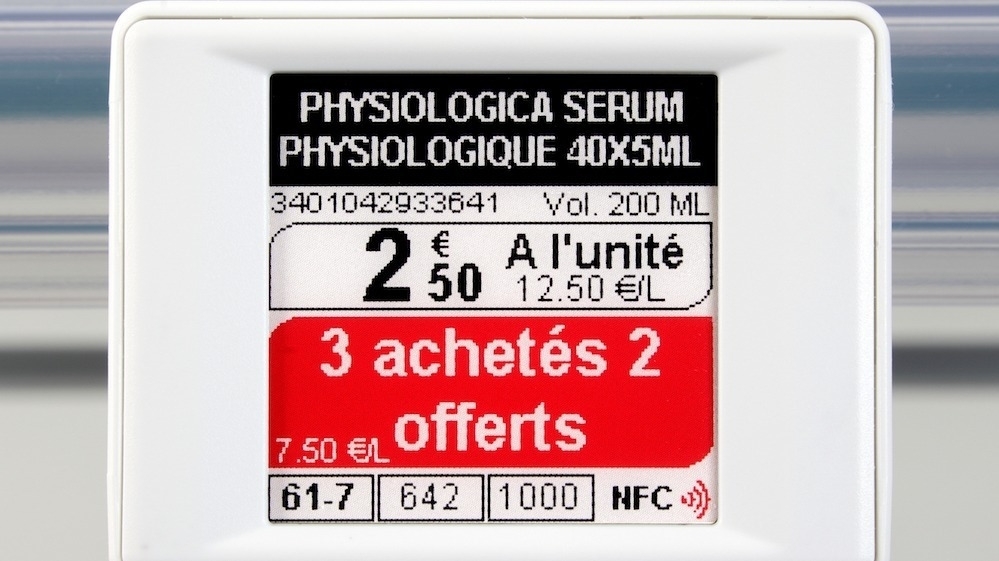 PHYSIOLOGICA SERUM
PHYSIOLOGIQUE 40X5ML
3401042933641 Vol. 200 ML
2 €50 A l'unité
12.50 €/L
3 achetés 2
offerts
7.50 €/L
61-7 642 1000 NFC